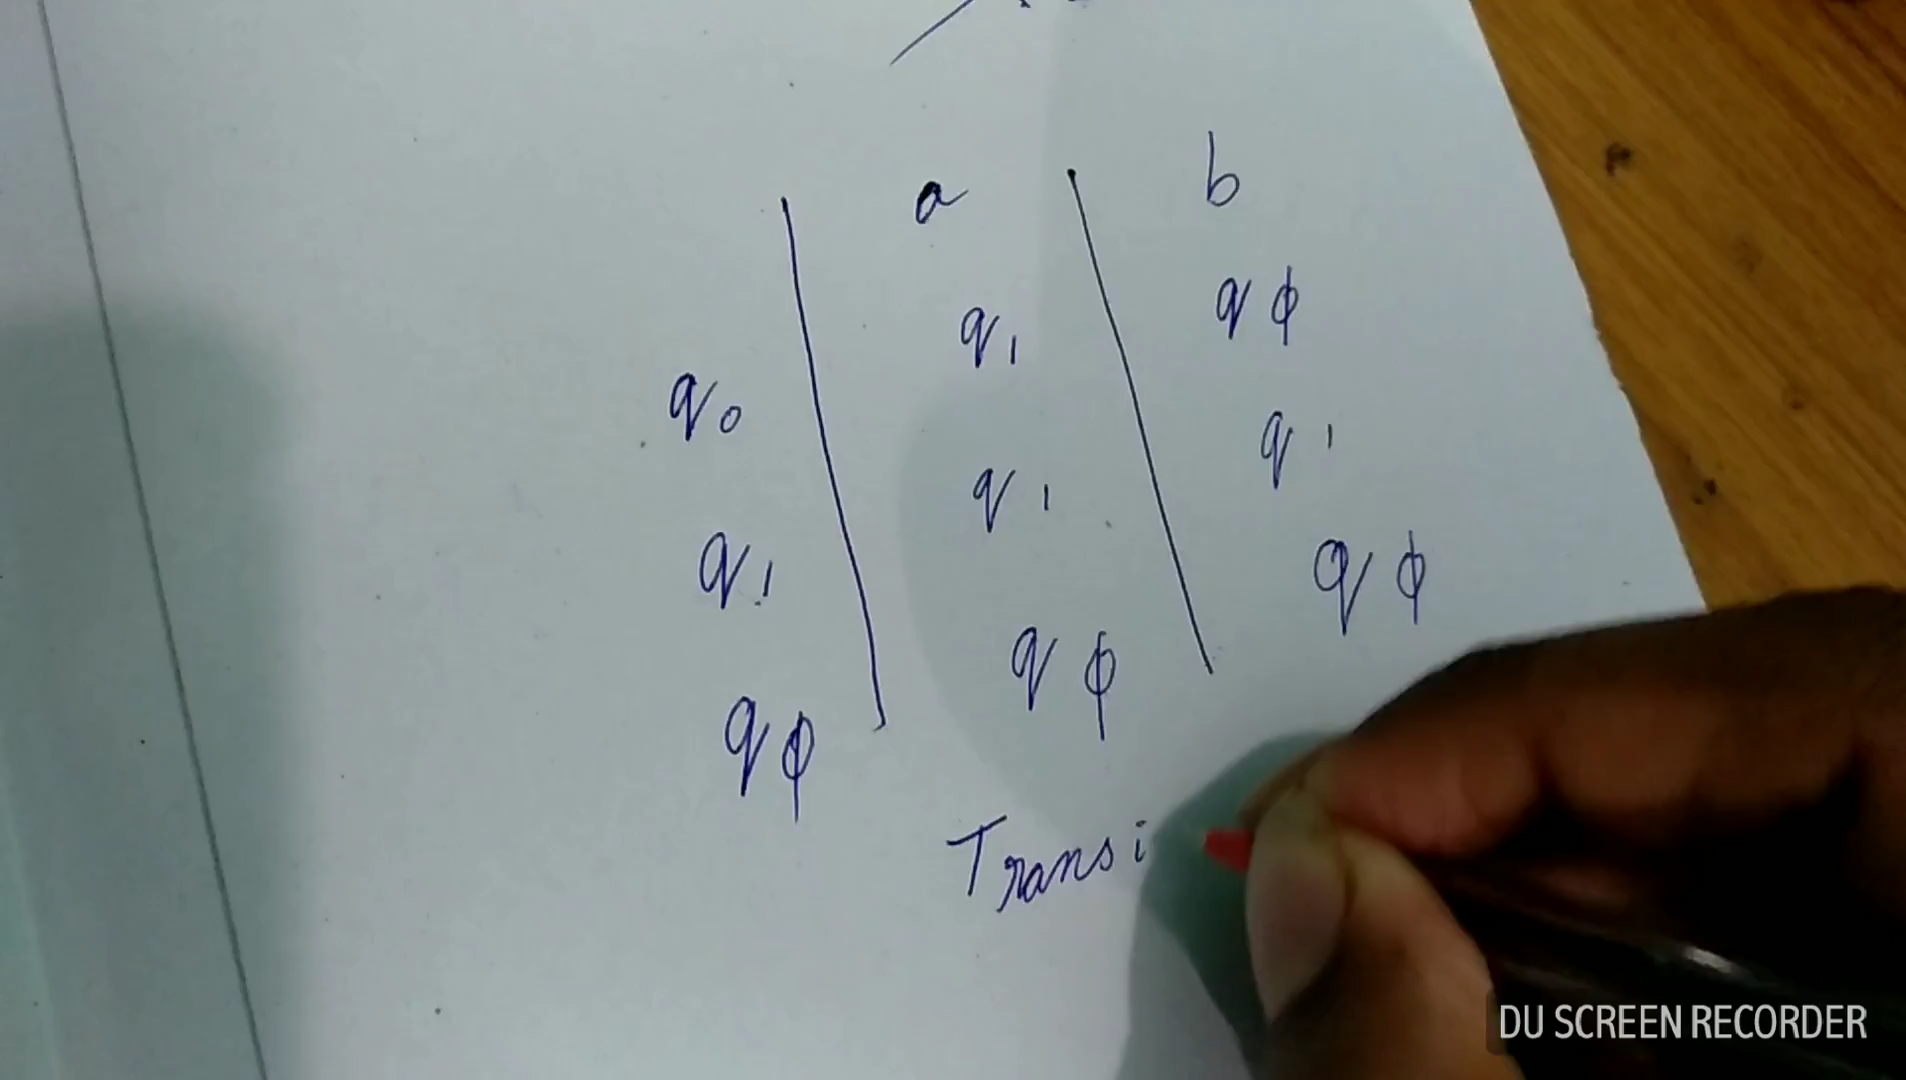 a b
q0 q1 qϕ
q1 q1 q1
qϕ qϕ qϕ
Transi
DU SCREEN RECORDER